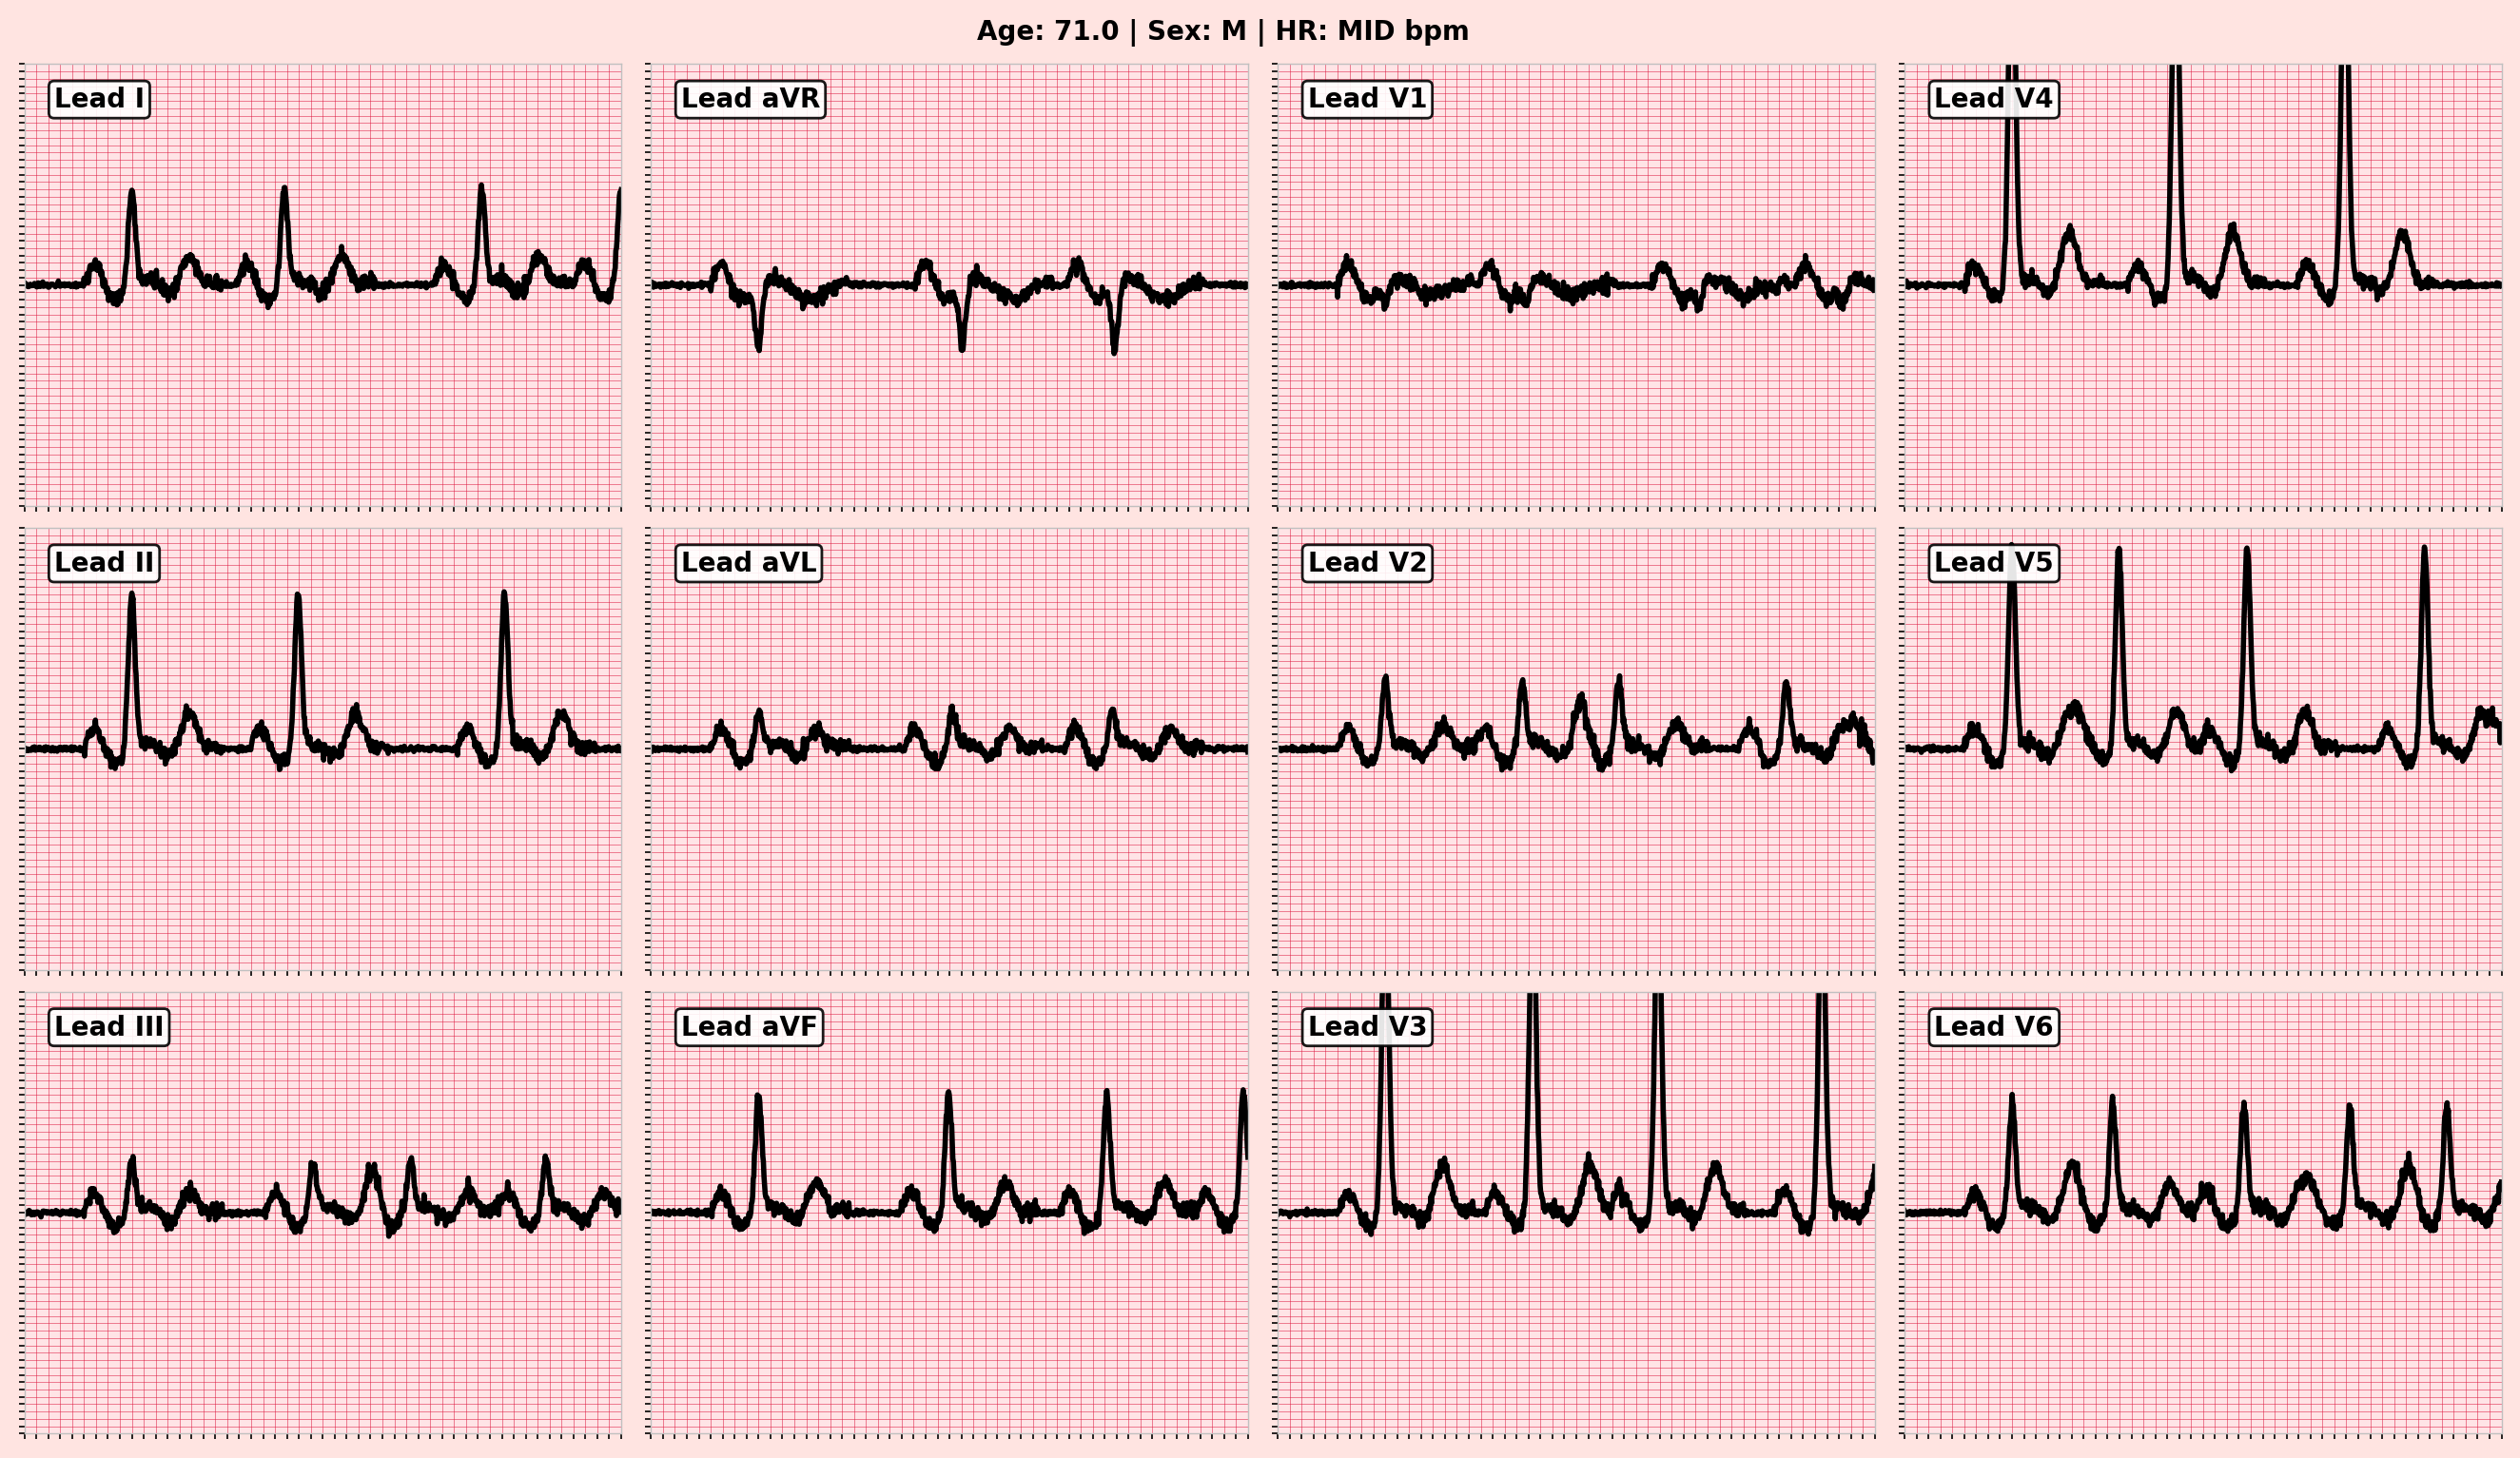 Age: 71.0 | Sex: M | HR: MID bpm
Lead I
Lead aVR
Lead V1
Lead V4
Lead II
Lead aVL
Lead V2
Lead V5
Lead III
Lead aVF
Lead V3
Lead V6